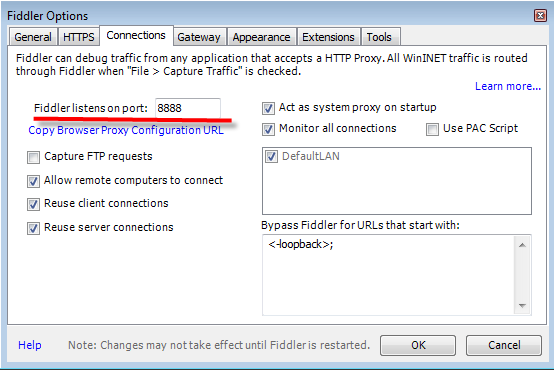 Fiddler Options
General HTTPS Connections Gateway Appearance Extensions Tools
Fiddler can debug traffic from any application that accepts a HTTP Proxy. All WinINET traffic is routed
through Fiddler when "File > Capture Traffic" is checked.
Learn more...
Fiddler listens on port: 8888
Copy Browser Proxy Configuration URL
Capture FTP requests
Allow remote computers to connect
Reuse client connections
Reuse server connections
Act as system proxy on startup
Monitor all connections Use PAC Script
DefaultLAN
Bypass Fiddler for URLs that start with:
<-loopback>;
Help Note: Changes may not take effect until Fiddler is restarted. OK Cancel